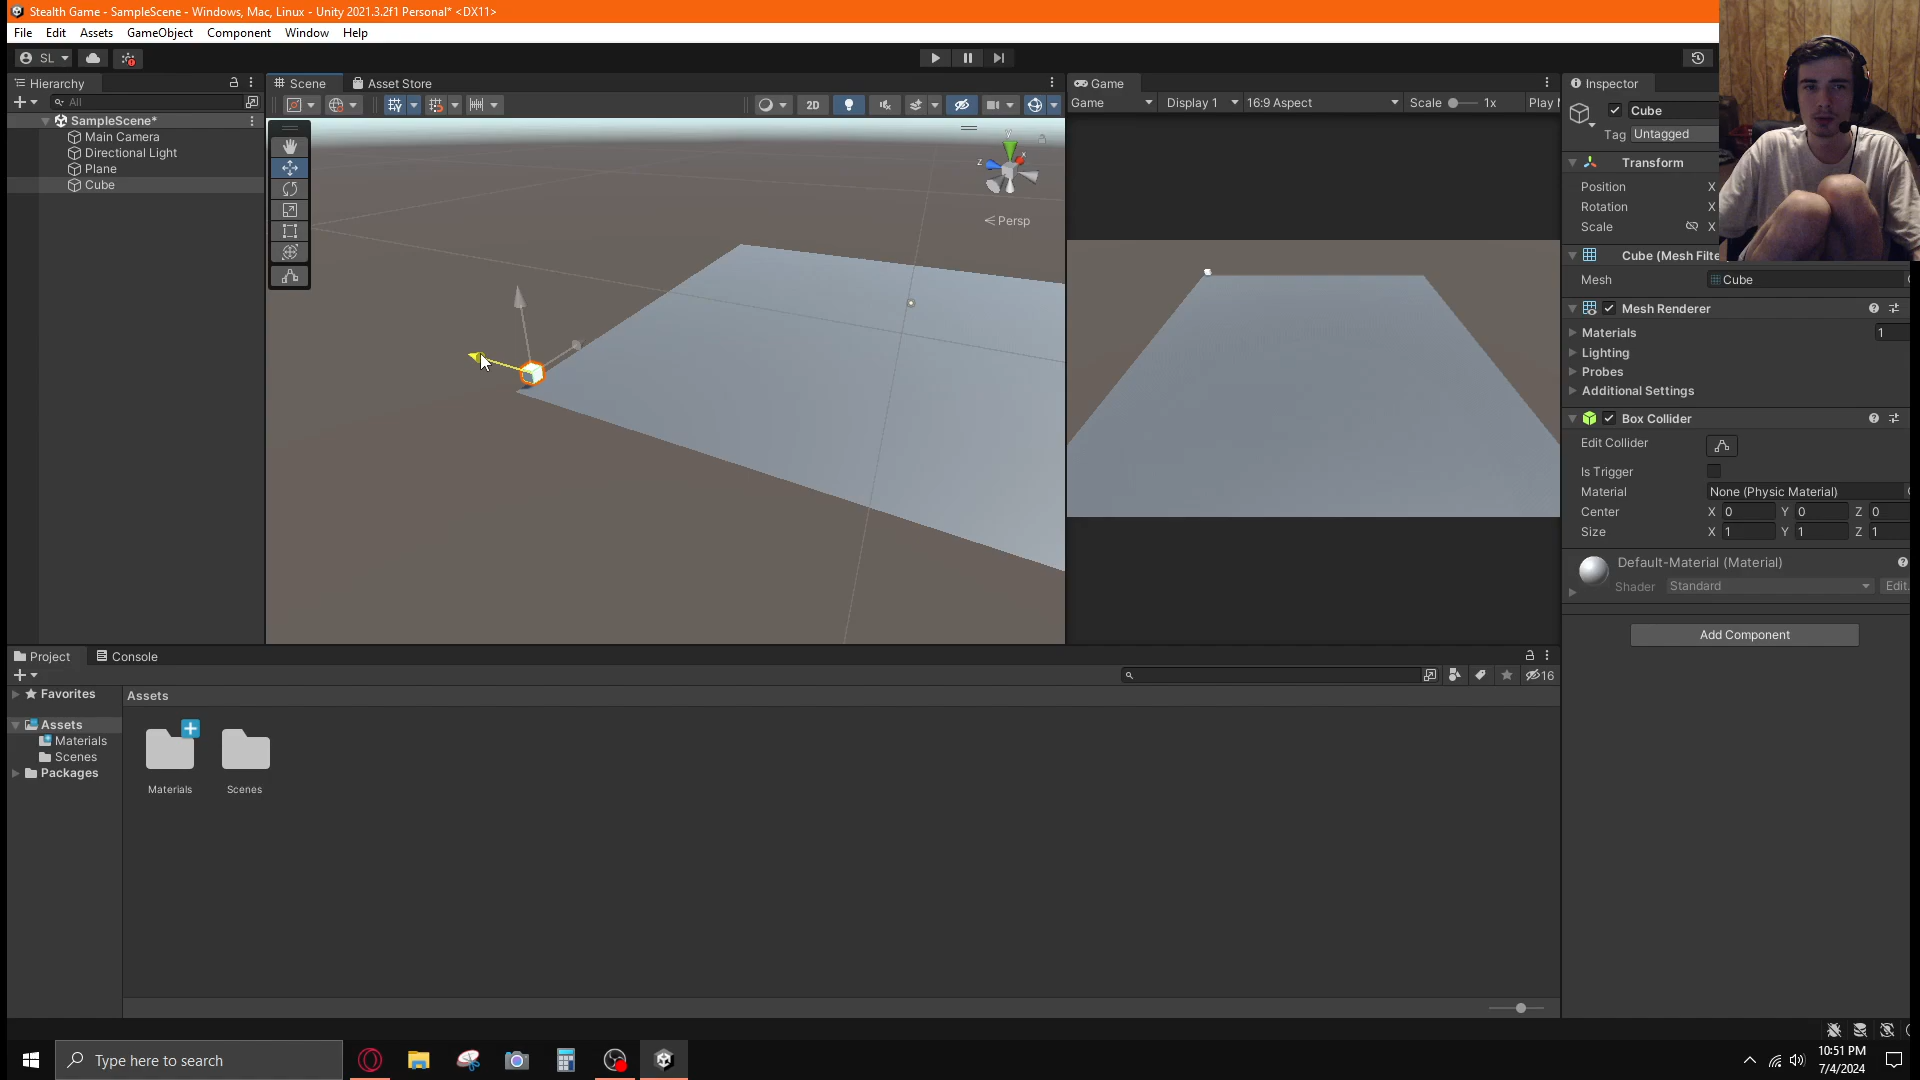 Stealth Game - SampleScene - Windows, Mac, Linux - Unity 2021.3.2f1 Personal* <DX11>
File Edit Assets GameObject Component Window Help
SL
Hierarchy
All
SampleScene*
Main Camera
Directional Light
Plane
Cube
Scene Asset Store
2D
Persp
y
x
z
Game
Game Display 1 16:9 Aspect Scale 1x Play
Inspector
Cube
Tag Untagged
Transform
Position X
Rotation X
Scale X
Cube (Mesh Filte
Mesh Cube
Mesh Renderer
Materials 1
Lighting
Probes
Additional Settings
Box Collider
Edit Collider
Is Trigger
Material None (Physic Material)
Center X 0 Y 0 Z 0
Size X 1 Y 1 Z 1
Default-Material (Material)
Shader Standard Edit.
Add Component
Project Console
16
Favorites
Assets
Materials
Scenes
Packages
Assets
Materials Scenes
Type here to search
10:51 PM
7/4/2024